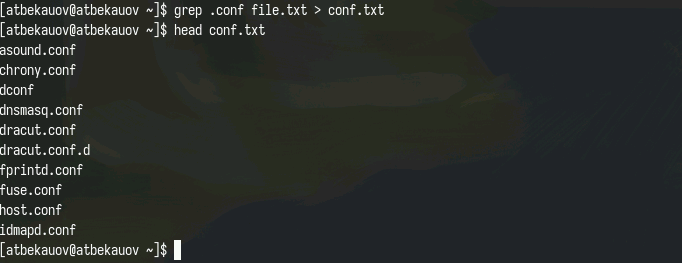 [atbekauov@atbekauov ~]$ grep .conf file.txt > conf.txt
[atbekauov@atbekauov ~]$ head conf.txt
asound.conf
chrony.conf
dconf
dnsmasq.conf
dracut.conf
dracut.conf.d
fprintd.conf
fuse.conf
host.conf
idmapd.conf
[atbekauov@atbekauov ~]$